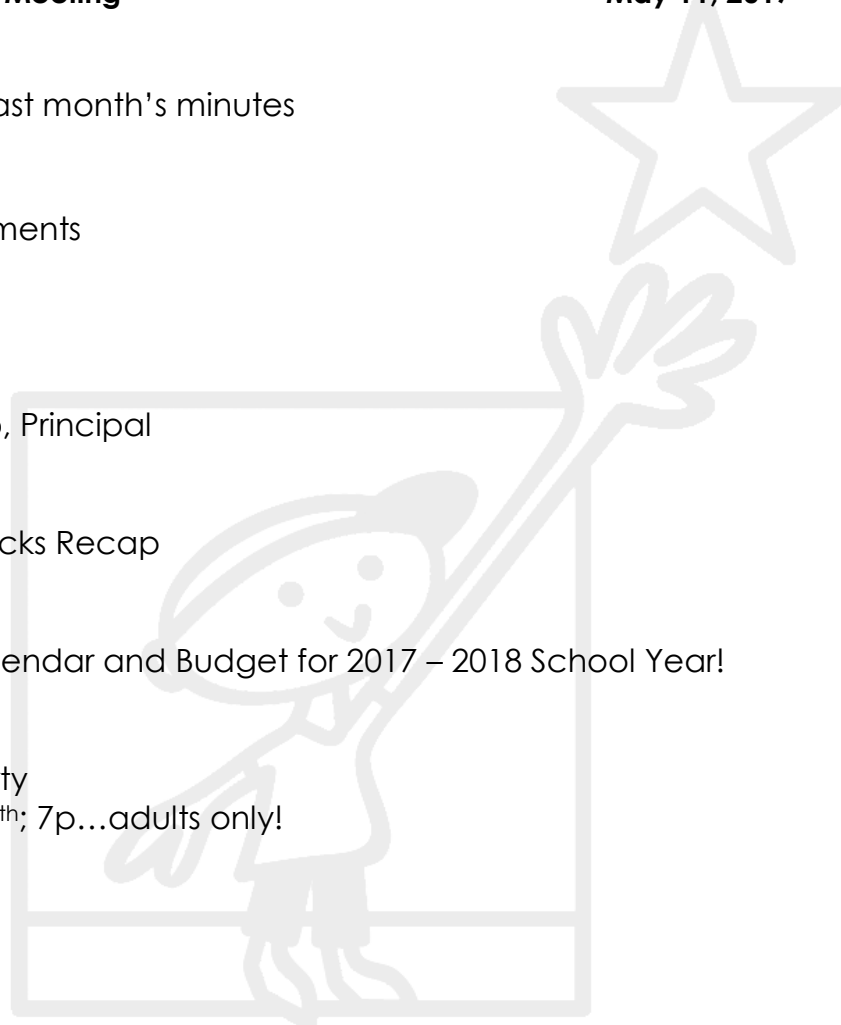 Meeting May 11, 2017
ast month's minutes
ments
, Principal
cks Recap
endar and Budget for 2017 – 2018 School Year!
ty
th; 7p…adults only!